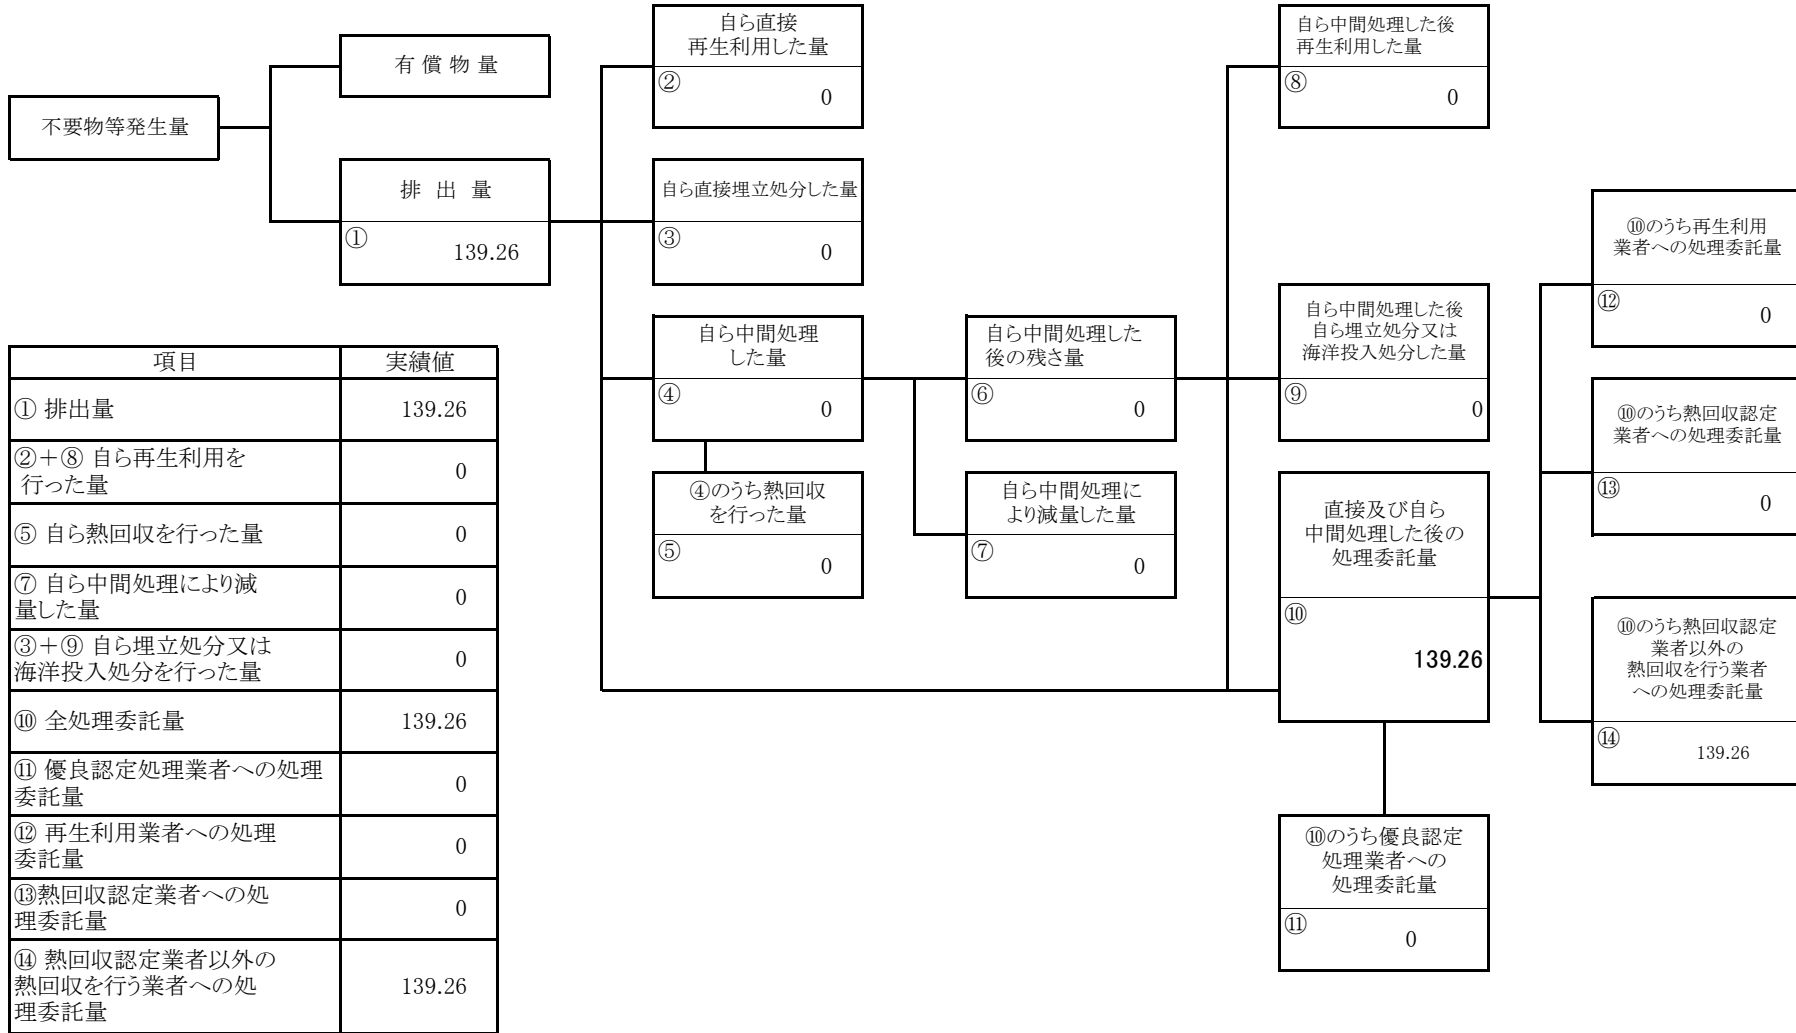 不要物等発生量
有 償 物 量
排 出 量
①
139.26
自ら直接
再生利用した量
②
0
自ら直接埋立処分した量
③
0
自ら中間処理
した量
④
0
④のうち熱回収
を行った量
⑤
0
自ら中間処理した
後の残さ量
⑥
0
自ら中間処理に
より減量した量
⑦
0
自ら中間処理した後
再生利用した量
⑧
0
自ら中間処理した後
自ら埋立処分又は
海洋投入処分した量
⑨
0
直接及び自ら
中間処理した後の
処理委託量
⑩
139.26
⑩のうち優良認定
処理業者への
処理委託量
⑪
0
⑩のうち再生利用
業者への処理委託量
⑫
0
⑩のうち熱回収認定
業者への処理委託量
⑬
0
⑩のうち熱回収認定
業者以外の
熱回収を行う業者
への処理委託量
⑭
139.26
項目 実績値
① 排出量 139.26
②+⑧ 自ら再生利用を
行った量 0
⑤ 自ら熱回収を行った量 0
⑦ 自ら中間処理により減
量した量 0
③+⑨ 自ら埋立処分又は
海洋投入処分を行った量 0
⑩ 全処理委託量 139.26
⑪ 優良認定処理業者への処理
委託量 0
⑫ 再生利用業者への処理
委託量 0
⑬熱回収認定業者への処
理委託量 0
⑭ 熱回収認定業者以外の
熱回収を行う業者への処
理委託量 139.26